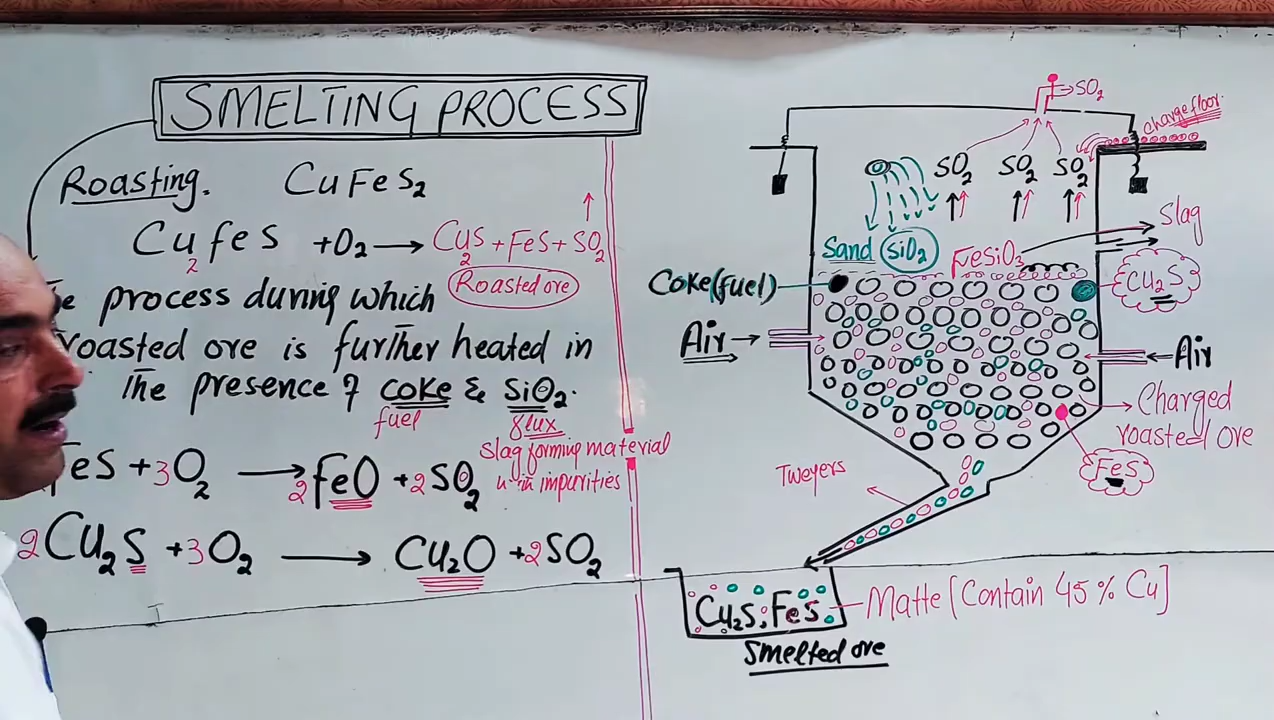 SMELTING PROCESS
Roasting. CuFeS₂
Cu₂feS + O₂ → Cu₂S + FeS + SO₂ ↑
Roasted ore
e process during which
roasted ore is further heated in
The presence of coke & SiO₂.
fuel
flux
Slag forming material
impurities
FeS + 3O₂ → 2FeO + 2SO₂
2Cu₂S + 3O₂ → Cu₂O + 2SO₂
SO₂
charge floor
SO₂ SO₂ SO₂
Slag
Sand SiO₂ FeSiO₃
Coke(fuel)
Cu₂S
Air →
← Air
Charged
roasted ore
FeS
Tweyers
Cu₂S, FeS
Matte [Contain 45% Cu]
Smelted ore